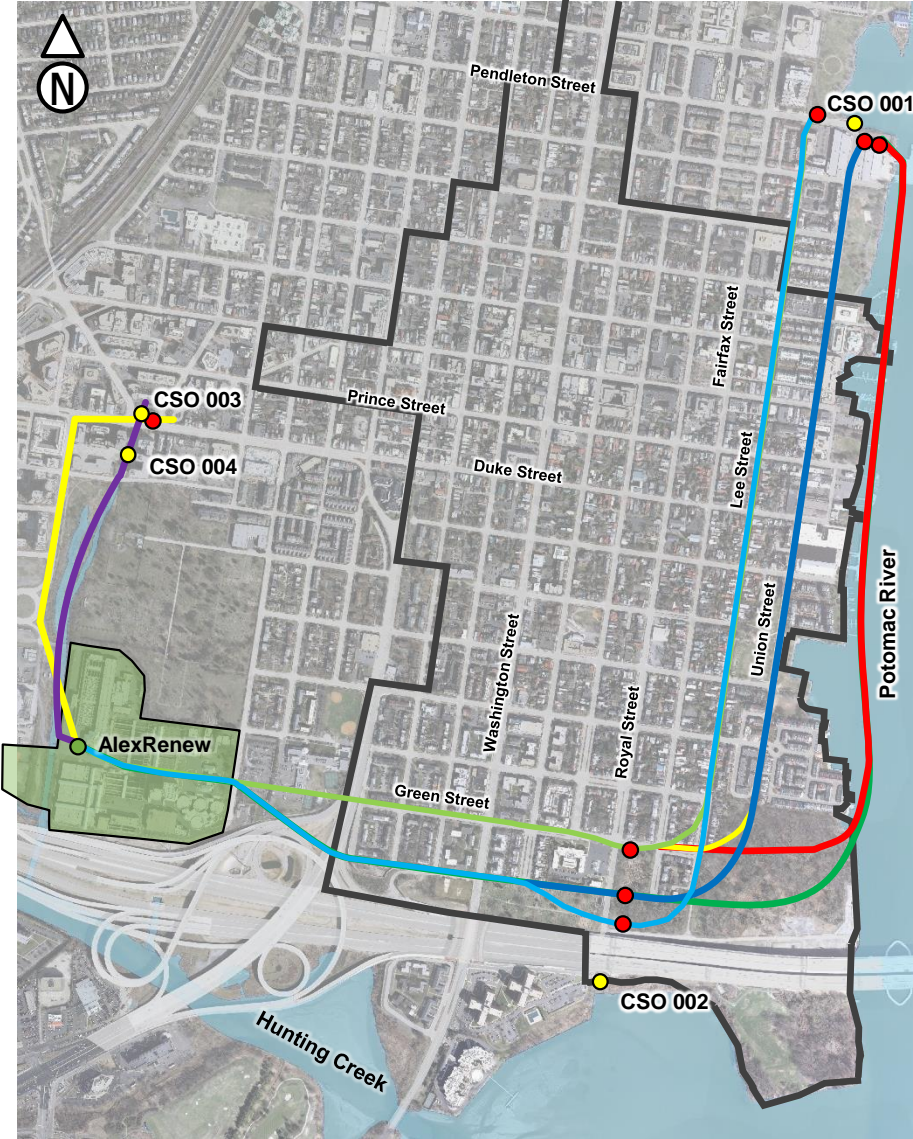 N
Pendleton Street
CSO 001
Fairfax Street
CSO 003
Prince Street
Lee Street
CSO 004
Duke Street
Potomac River
Union Street
Washington Street
Royal Street
AlexRenew
Green Street
CSO 002
Hunting Creek